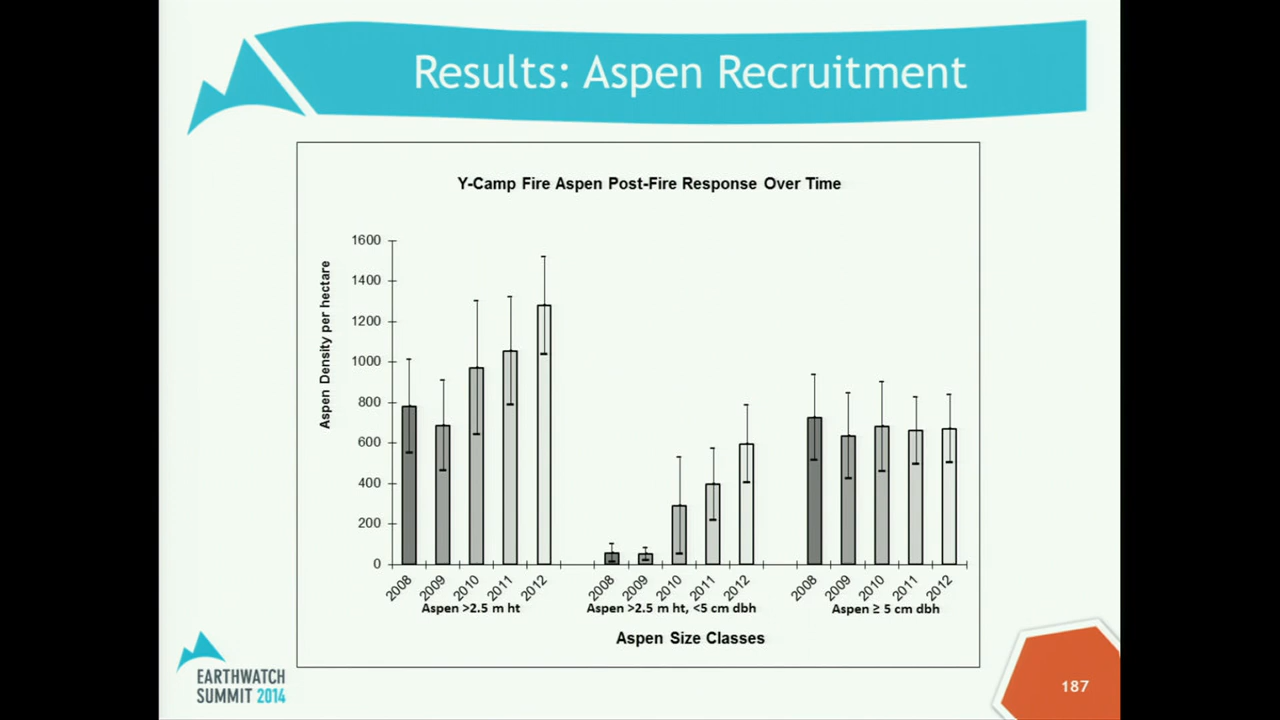 Results: Aspen Recruitment
Y-Camp Fire Aspen Post-Fire Response Over Time
Aspen Density per hectare
1600
1400
1200
1000
800
600
400
200
0
2008 2009 2010 2011 2012 2008 2009 2010 2011 2012 2008 2009 2010 2011 2012
Aspen >2.5 m ht Aspen >2.5 m ht, <5 cm dbh Aspen ≥ 5 cm dbh
Aspen Size Classes
EARTHWATCH
SUMMIT 2014
187